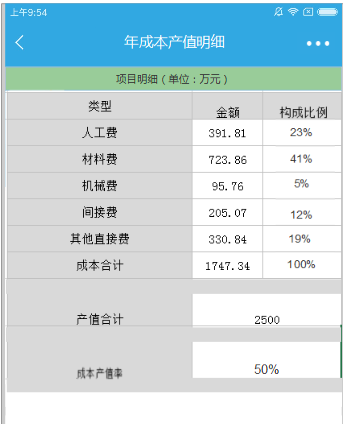 上午9:54
年成本产值明细
项目明细（单位：万元）
类型 金额 构成比例
人工费 391.81 23%
材料费 723.86 41%
机械费 95.76 5%
间接费 205.07 12%
其他直接费 330.84 19%
成本合计 1747.34 100%
产值合计 2500
成本产值率 50%